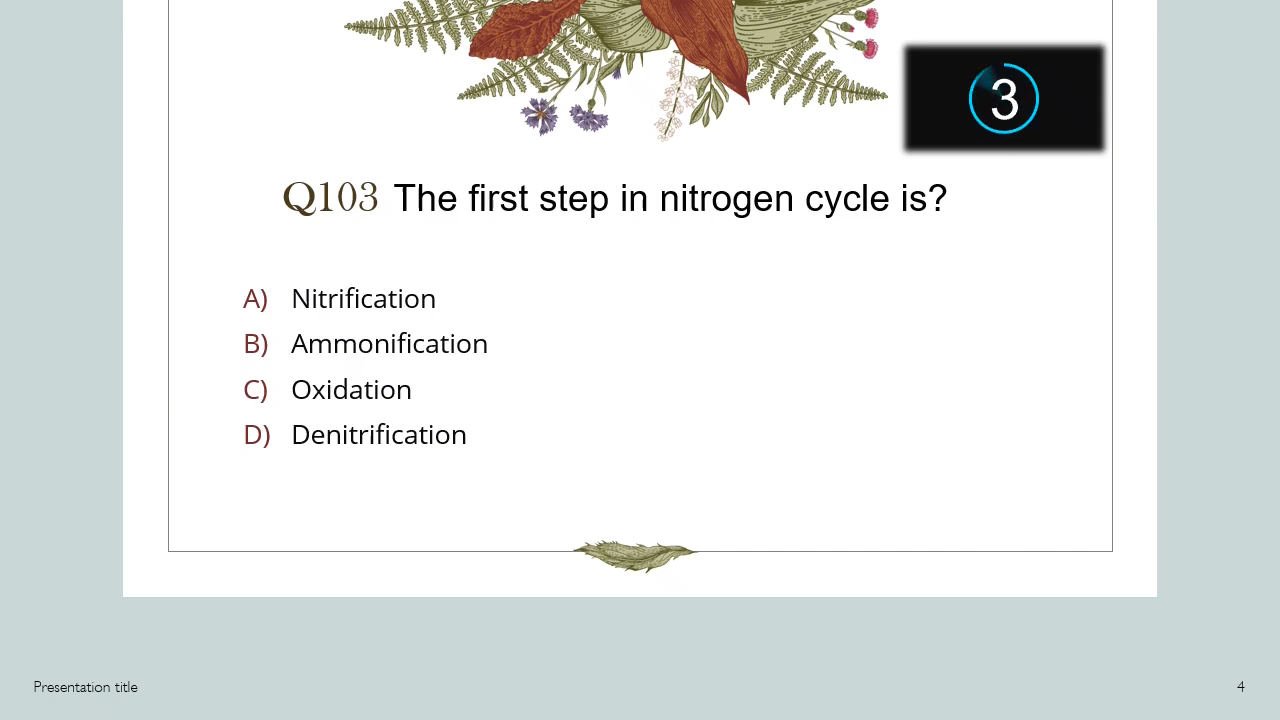 3
Q103 The first step in nitrogen cycle is?
A) Nitrification
B) Ammonification
C) Oxidation
D) Denitrification
Presentation title
4